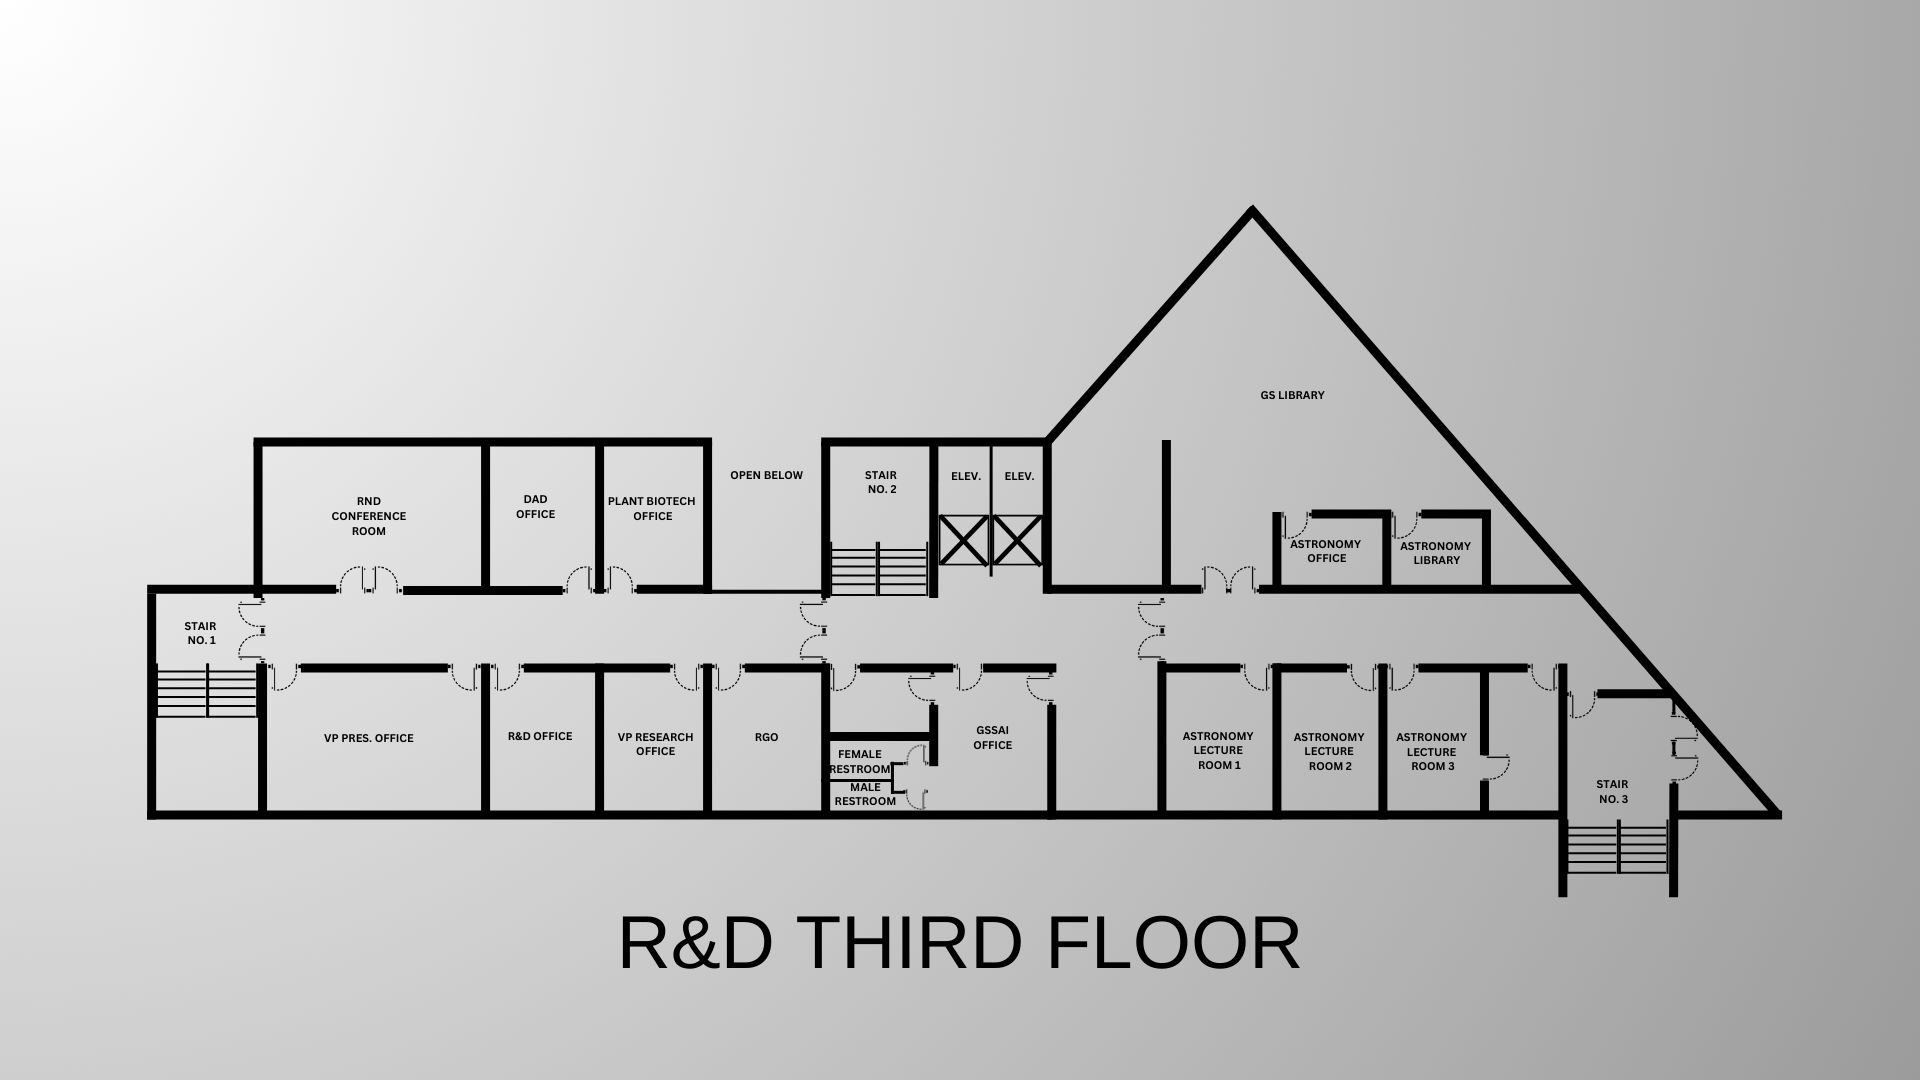 GS LIBRARY
OPEN BELOW
STAIR
NO. 2
ELEV.
ELEV.
RND
CONFERENCE
ROOM
DAD
OFFICE
PLANT BIOTECH
OFFICE
ASTRONOMY
OFFICE
ASTRONOMY
LIBRARY
STAIR
NO. 1
VP PRES. OFFICE
R&D OFFICE
VP RESEARCH
OFFICE
RGO
FEMALE
RESTROOM
MALE
RESTROOM
GSSAI
OFFICE
ASTRONOMY
LECTURE
ROOM 1
ASTRONOMY
LECTURE
ROOM 2
ASTRONOMY
LECTURE
ROOM 3
STAIR
NO. 3
R&D THIRD FLOOR